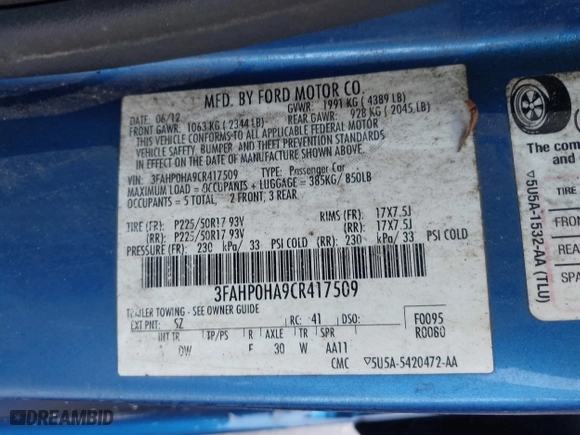 MFD. BY FORD MOTOR CO.
DATE: 06/12 GVWR: 1991 KG ( 4389 LB)
FRONT GAWR: 1063 KG ( 2344 LB) REAR GAWR: 928 KG ( 2045 LB)
THIS VEHICLE CONFORMS TO ALL APPLICABLE FEDERAL MOTOR
VEHICLE SAFETY, BUMPER, AND THEFT PREVENTION STANDARDS
IN EFFECT ON THE DATE OF MANUFACTURE SHOWN ABOVE.
VIN: 3FAHP0HA9CR417509 TYPE: Passenger Car
MAXIMUM LOAD = OCCUPANTS + LUGGAGE = 385KG/ 850LB
OCCUPANTS = 5 TOTAL, 2 FRONT, 3 REAR
TIRE (FR): P225/50R17 93V RIMS (FR): 17X7.5J
(RR): P225/50R17 93V (RR): 17X7.5J
PRESSURE (FR): 230 kPa/ 33 PSI COLD (RR): 230 kPa/ 33 PSI COLD
3FAHP0HA9CR417509
TRAILER TOWING - SEE OWNER GUIDE
EXT PNT: SZ RC: 41 DSO: F0095
INT TR TP/PS R AXLE TR SPR R0080
DW F 30 W AA11
CMC ▽5U5A-5420472-AA
The com
▽5U5A-1532-AA (TLU)
FRO
REA
SPA
DREAMBID